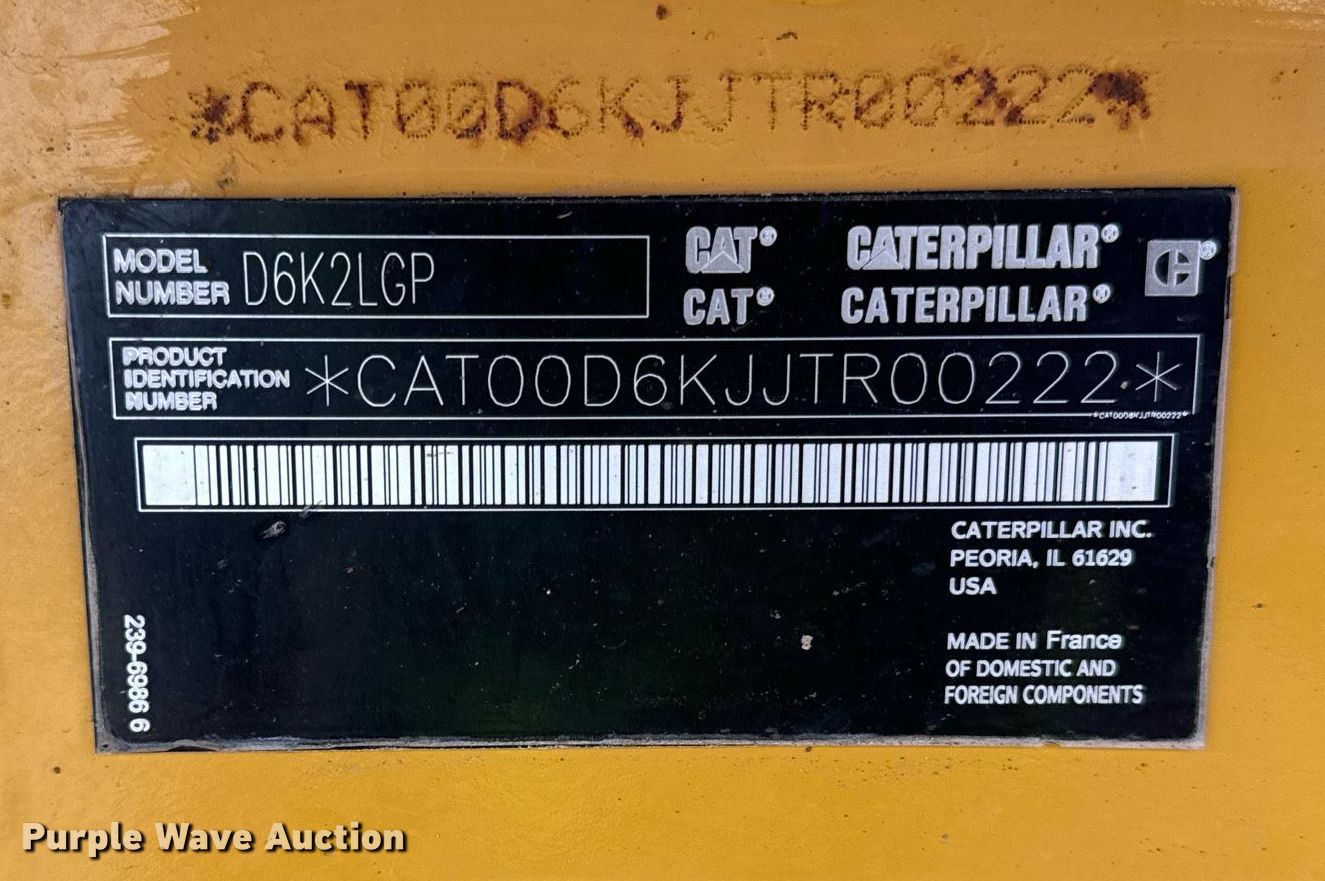 *CAT00D6KJJTR00222*
MODEL NUMBER D6K2LGP
CAT® CATERPILLAR® C®
CAT® CATERPILLAR®
PRODUCT IDENTIFICATION NUMBER *CAT00D6KJJTR00222*
*CAT00D6KJJTR00222*
CATERPILLAR INC.
PEORIA, IL 61629
USA
MADE IN France
OF DOMESTIC AND
FOREIGN COMPONENTS
239-6986 6
Purple Wave Auction